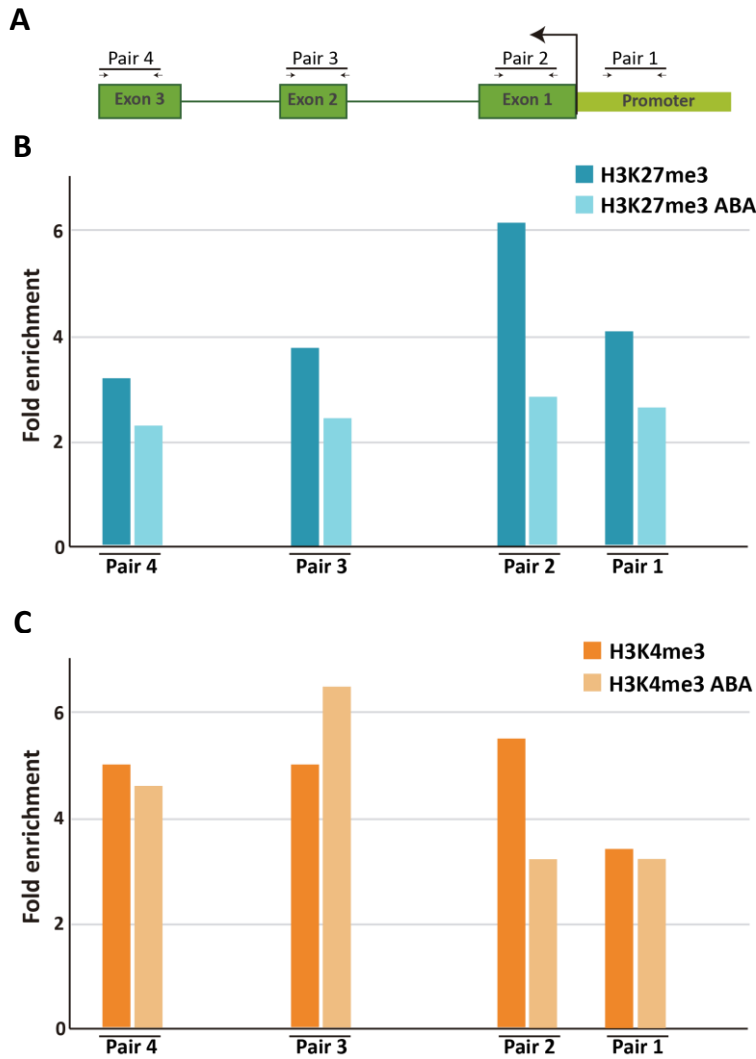 A
Pair 4 Pair 3 Pair 2 Pair 1
Exon 3 Exon 2 Exon 1 Promoter
B
H3K27me3
H3K27me3 ABA
Fold enrichment
6
4
2
0
Pair 4 Pair 3 Pair 2 Pair 1
C
H3K4me3
H3K4me3 ABA
Fold enrichment
6
4
2
0
Pair 4 Pair 3 Pair 2 Pair 1